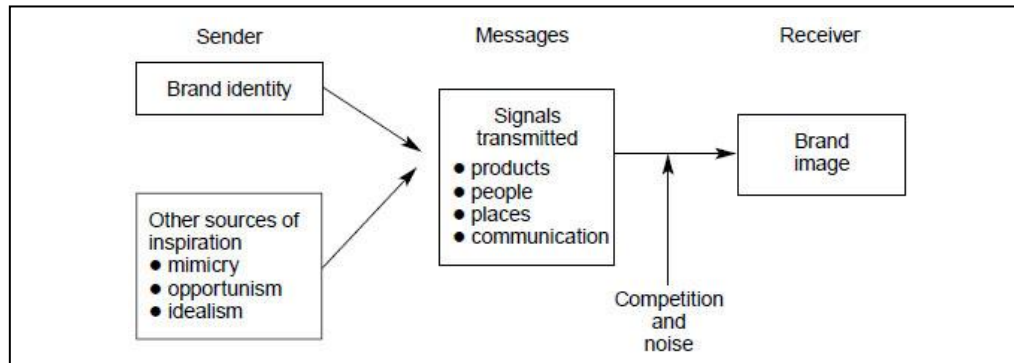 Sender
Messages
Receiver
Brand identity
Other sources of
inspiration
● mimicry
● opportunism
● idealism
Signals
transmitted
● products
● people
● places
● communication
Brand
image
Competition
and
noise